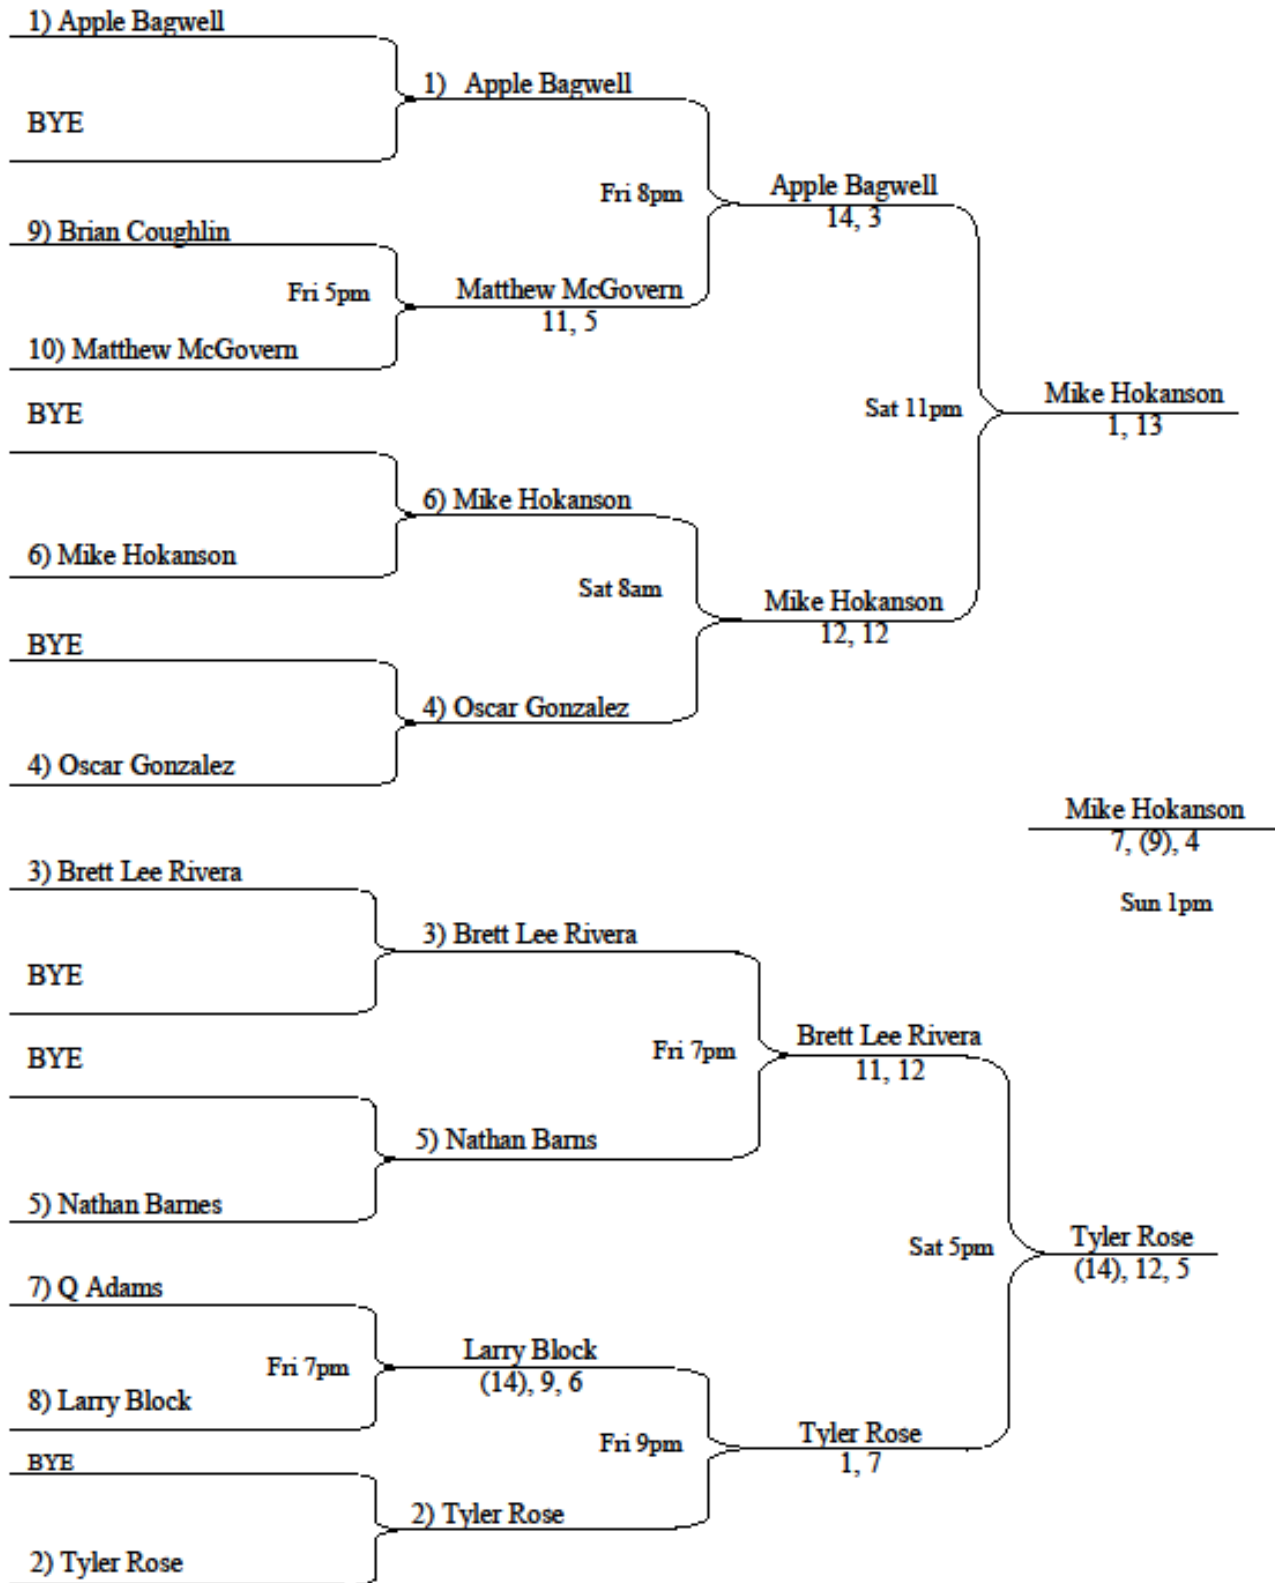 1) Apple Bagwell
1) Apple Bagwell
BYE
Fri 8pm
Apple Bagwell
14, 3
9) Brian Coughlin
Fri 5pm
Matthew McGovern
11, 5
10) Matthew McGovern
BYE
Sat 11pm
Mike Hokanson
1, 13
6) Mike Hokanson
6) Mike Hokanson
Sat 8am
Mike Hokanson
12, 12
BYE
4) Oscar Gonzalez
4) Oscar Gonzalez
Mike Hokanson
7, (9), 4
Sun 1pm
3) Brett Lee Rivera
3) Brett Lee Rivera
BYE
Fri 7pm
Brett Lee Rivera
11, 12
BYE
5) Nathan Barns
5) Nathan Barnes
Sat 5pm
Tyler Rose
(14), 12, 5
7) Q Adams
Fri 7pm
Larry Block
(14), 9, 6
8) Larry Block
Fri 9pm
Tyler Rose
1, 7
BYE
2) Tyler Rose
2) Tyler Rose